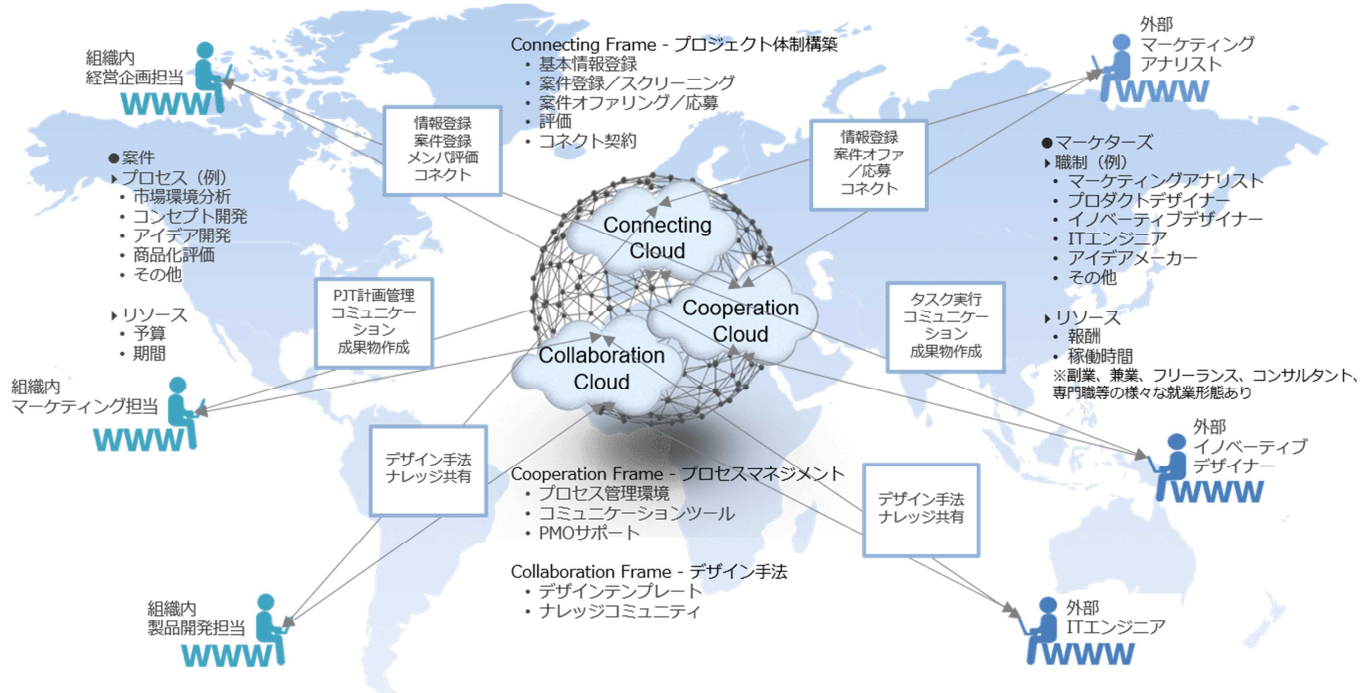 組織内
経営企画担当
WWW
Connecting Frame - プロジェクト体制構築
• 基本情報登録
• 案件登録／スクリーニング
• 案件オファリング／応募
• 評価
• コネクト契約
外部
マーケティング
アナリスト
WWW
情報登録
案件登録
メンバ評価
コネクト
情報登録
案件オファ
／応募
コネクト
●案件
▶プロセス（例）
• 市場環境分析
• コンセプト開発
• アイデア開発
• 商品化評価
• その他
▶リソース
• 予算
• 期間
●マーケターズ
▶職制（例）
• マーケティングアナリスト
• プロダクトデザイナー
• イノベーティブデザイナー
• ITエンジニア
• アイデアメーカー
• その他
▶リソース
• 報酬
• 稼働時間
※副業、兼業、フリーランス、コンサルタント、
専門職等の様々な就業形態あり
Connecting
Cloud
Cooperation
Cloud
Collaboration
Cloud
PJT計画管理
コミュニケー
ション
成果物作成
タスク実行
コミュニケー
ション
成果物作成
組織内
マーケティング担当
WWW
外部
イノベーティブ
デザイナー
WWW
デザイン手法
ナレッジ共有
デザイン手法
ナレッジ共有
Cooperation Frame - プロセスマネジメント
• プロセス管理環境
• コミュニケーションツール
• PMOサポート
Collaboration Frame - デザイン手法
• デザインテンプレート
• ナレッジコミュニティ
組織内
製品開発担当
WWW
外部
ITエンジニア
WWW